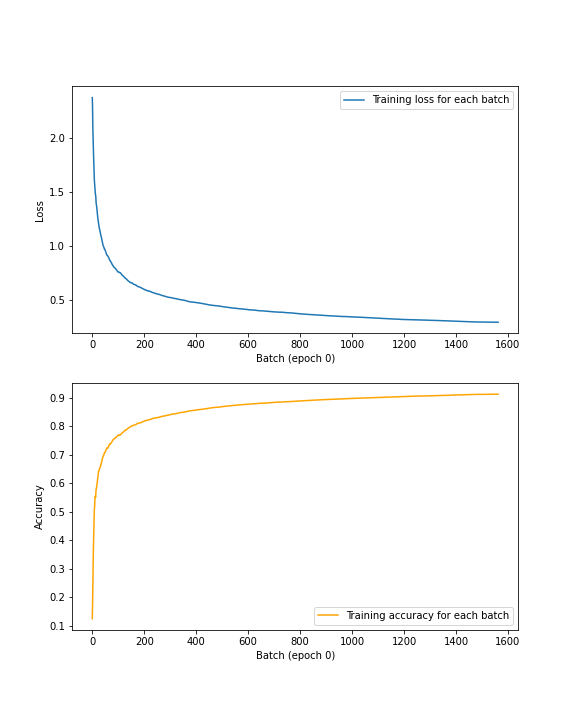 Training loss for each batch
Loss
2.0
1.5
1.0
0.5
0 200 400 600 800 1000 1200 1400 1600
Batch (epoch 0)
Training accuracy for each batch
Accuracy
0.9
0.8
0.7
0.6
0.5
0.4
0.3
0.2
0.1
0 200 400 600 800 1000 1200 1400 1600
Batch (epoch 0)